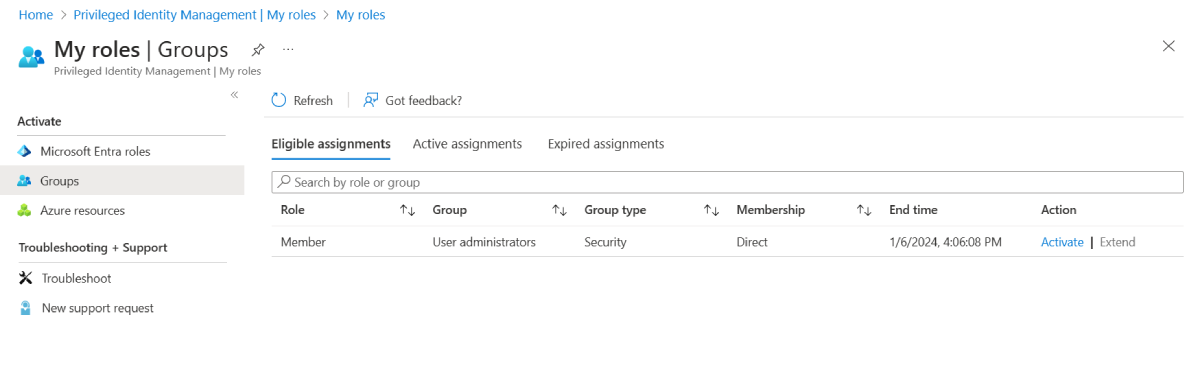 Home > Privileged Identity Management | My roles > My roles
My roles | Groups ...
Privileged Identity Management | My roles
«
Refresh | Got feedback?
Activate
Microsoft Entra roles
Groups
Azure resources
Troubleshooting + Support
Troubleshoot
New support request
Eligible assignments Active assignments Expired assignments
Search by role or group
Role ↑↓ Group ↑↓ Group type ↑↓ Membership ↑↓ End time Action
Member User administrators Security Direct 1/6/2024, 4:06:08 PM Activate | Extend